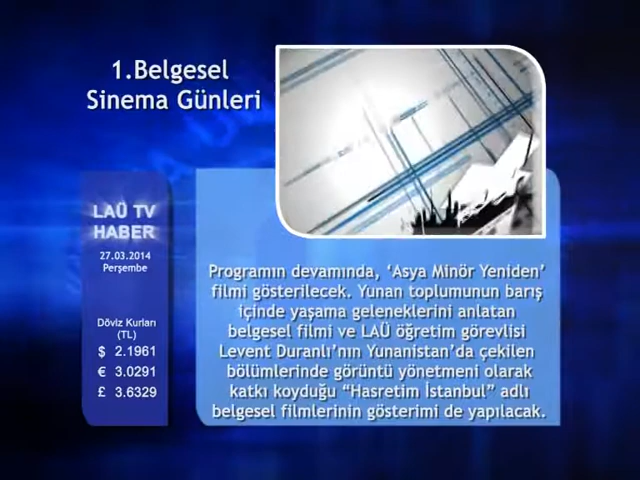 1.Belgesel
Sinema Günleri
LAÜ TV
HABER
27.03.2014
Perşembe
Döviz Kurları
(TL)
$ 2.1961
€ 3.0291
£ 3.6329
Programın devamında, ‘Asya Minör Yeniden’
filmi gösterilecek. Yunan toplumunun barış
içinde yaşama geleneklerini anlatan
belgesel filmi ve LAÜ öğretim görevlisi
Levent Duranlı’nın Yunanistan’da çekilen
bölümlerinde görüntü yönetmeni olarak
katkı koyduğu “Hasretim İstanbul” adlı
belgesel filmlerinin gösterimi de yapılacak.